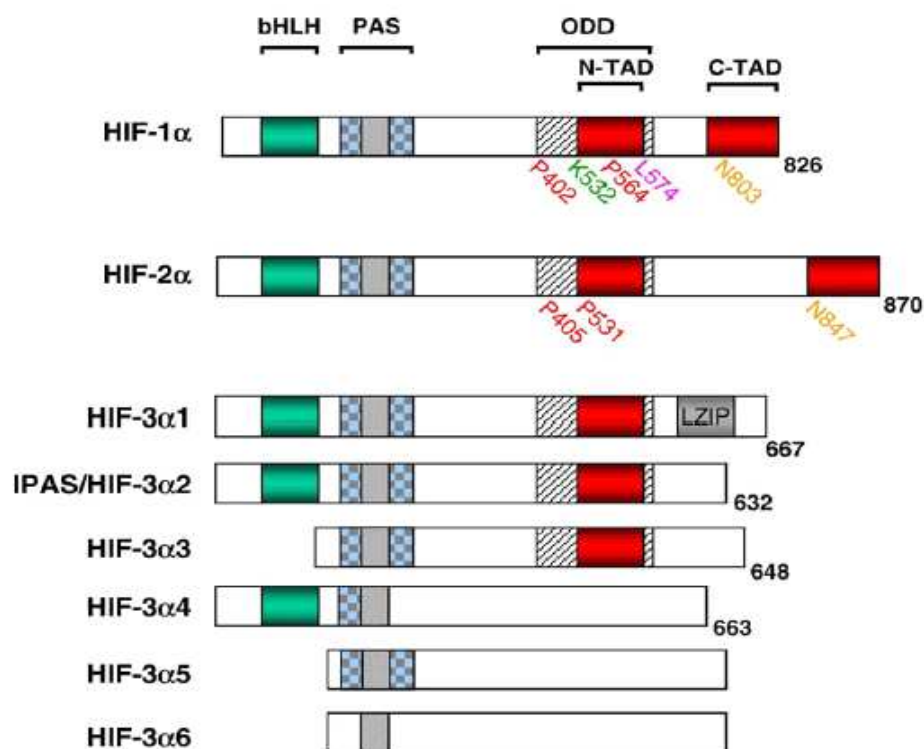 bHLH PAS ODD
N-TAD C-TAD
HIF-1α
826
P402 K532 P564 L574 N803
HIF-2α
870
P405 P531 N847
HIF-3α1 LZIP
667
IPAS/HIF-3α2
632
HIF-3α3
648
HIF-3α4
663
HIF-3α5
HIF-3α6